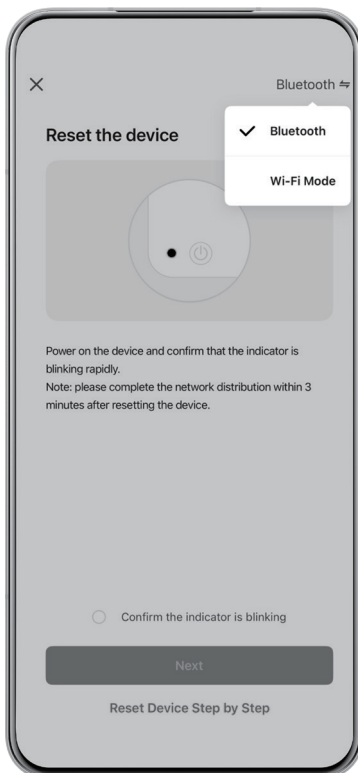 Bluetooth
Reset the device
Bluetooth
Wi-Fi Mode
Power on the device and confirm that the indicator is
blinking rapidly.
Note: please complete the network distribution within 3
minutes after resetting the device.
Confirm the indicator is blinking
Next
Reset Device Step by Step